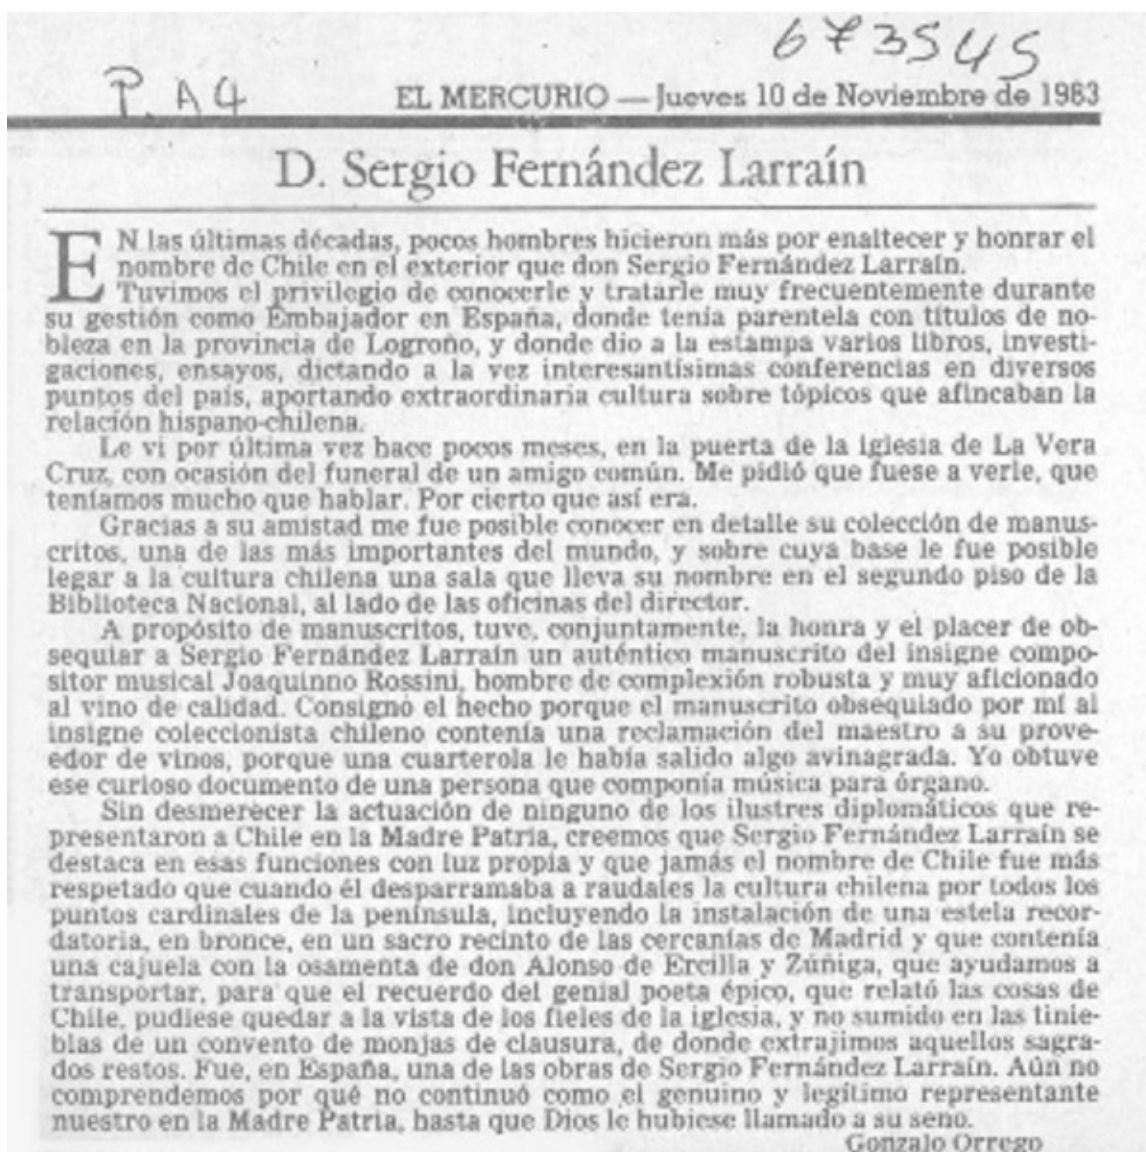 673545
P. A4
EL MERCURIO — Jueves 10 de Noviembre de 1983
D. Sergio Fernández Larraín
EN las últimas décadas, pocos hombres hicieron más por enaltecer y honrar el
nombre de Chile en el exterior que don Sergio Fernández Larraín.
Tuvimos el privilegio de conocerle y tratarle muy frecuentemente durante
su gestión como Embajador en España, donde tenía parentela con títulos de no-
bleza en la provincia de Logroño, y donde dio a la estampa varios libros, investi-
gaciones, ensayos, dictando a la vez interesantísimas conferencias en diversos
puntos del país, aportando extraordinaria cultura sobre tópicos que afincaban la
relación hispano-chilena.
Le vi por última vez hace pocos meses, en la puerta de la iglesia de La Vera
Cruz, con ocasión del funeral de un amigo común. Me pidió que fuese a verle, que
teníamos mucho que hablar. Por cierto que así era.
Gracias a su amistad me fue posible conocer en detalle su colección de manus-
critos, una de las más importantes del mundo, y sobre cuya base le fue posible
legar a la cultura chilena una sala que lleva su nombre en el segundo piso de la
Biblioteca Nacional, al lado de las oficinas del director.
A propósito de manuscritos, tuve, conjuntamente, la honra y el placer de ob-
sequiar a Sergio Fernández Larraín un auténtico manuscrito del insigne compo-
sitor musical Joaquinno Rossini, hombre de complexión robusta y muy aficionado
al vino de calidad. Consignó el hecho porque el manuscrito obsequiado por mí al
insigne coleccionista chileno contenía una reclamación del maestro a su prove-
edor de vinos, porque una cuarterola le había salido algo avinagrada. Yo obtuve
ese curioso documento de una persona que componía música para órgano.
Sin desmerecer la actuación de ninguno de los ilustres diplomáticos que re-
presentaron a Chile en la Madre Patria, creemos que Sergio Fernández Larraín se
destaca en esas funciones con luz propia y que jamás el nombre de Chile fue más
respetado que cuando él desparramaba a raudales la cultura chilena por todos los
puntos cardinales de la península, incluyendo la instalación de una estela recor-
datoria, en bronce, en un sacro recinto de las cercanías de Madrid y que contenía
una cajuela con la osamenta de don Alonso de Ercilla y Zúñiga, que ayudamos a
transportar, para que el recuerdo del genial poeta épico, que relató las cosas de
Chile, pudiese quedar a la vista de los fieles de la iglesia, y no sumido en las tinie-
blas de un convento de monjas de clausura, de donde extrajimos aquellos sagra-
dos restos. Fue, en España, una de las obras de Sergio Fernández Larraín. Aún no
comprendemos por qué no continuó como el genuino y legítimo representante
nuestro en la Madre Patria, hasta que Dios le hubiese llamado a su seno.
Gonzalo Orrego